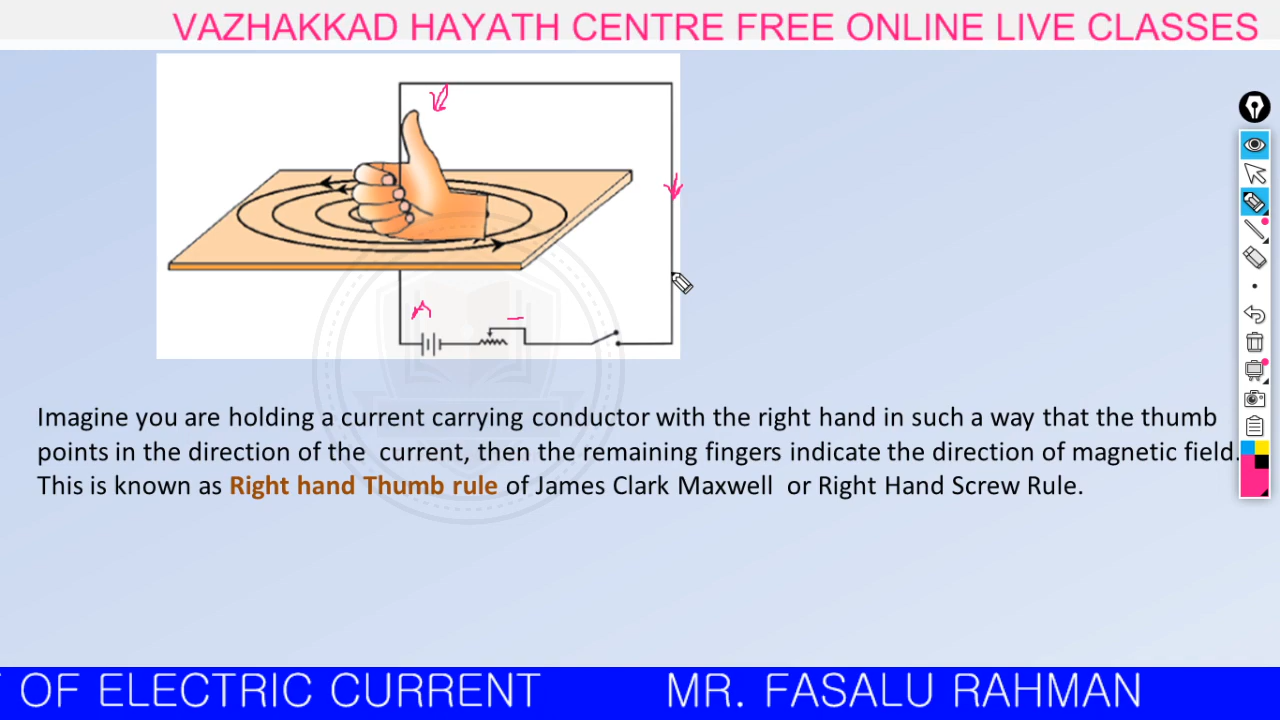 VAZHAKKAD HAYATH CENTRE FREE ONLINE LIVE CLASSES
Imagine you are holding a current carrying conductor with the right hand in such a way that the thumb
points in the direction of the current, then the remaining fingers indicate the direction of magnetic field.
This is known as Right hand Thumb rule of James Clark Maxwell or Right Hand Screw Rule.
OF ELECTRIC CURRENT MR. FASALU RAHMAN